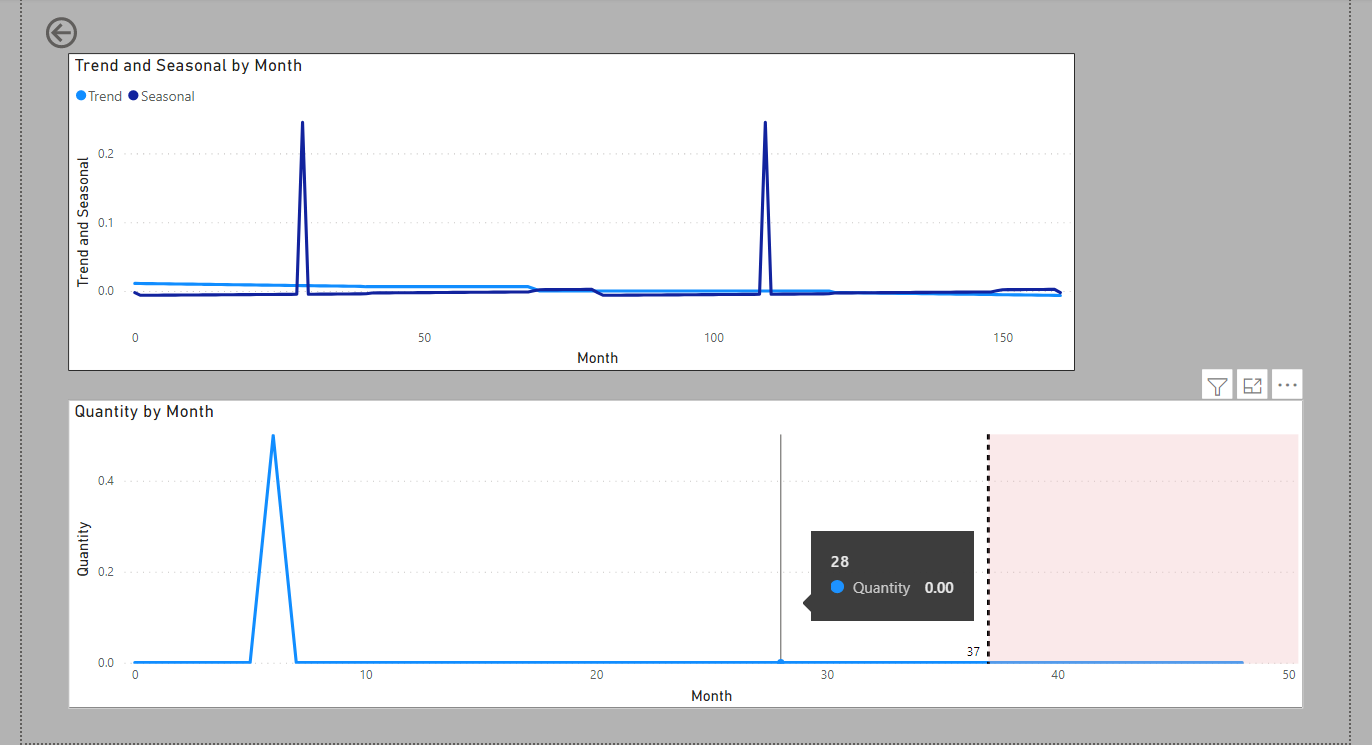 Trend and Seasonal by Month
Trend Seasonal
Trend and Seasonal
0.2
0.1
0.0
0 50 100 150
Month
Quantity by Month
Quantity
0.4
0.2
0.0
28
Quantity 0.00
37
0 10 20 30 40 50
Month